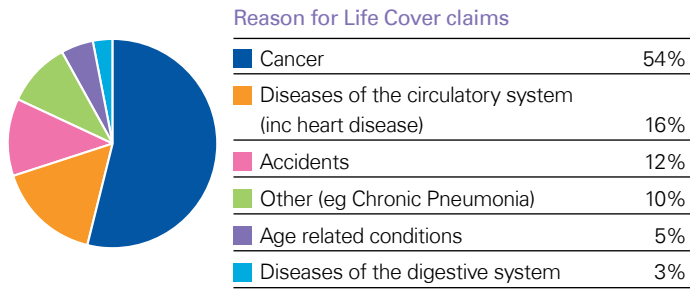 Reason for Life Cover claims
Cancer 54%
Diseases of the circulatory system
(inc heart disease) 16%
Accidents 12%
Other (eg Chronic Pneumonia) 10%
Age related conditions 5%
Diseases of the digestive system 3%